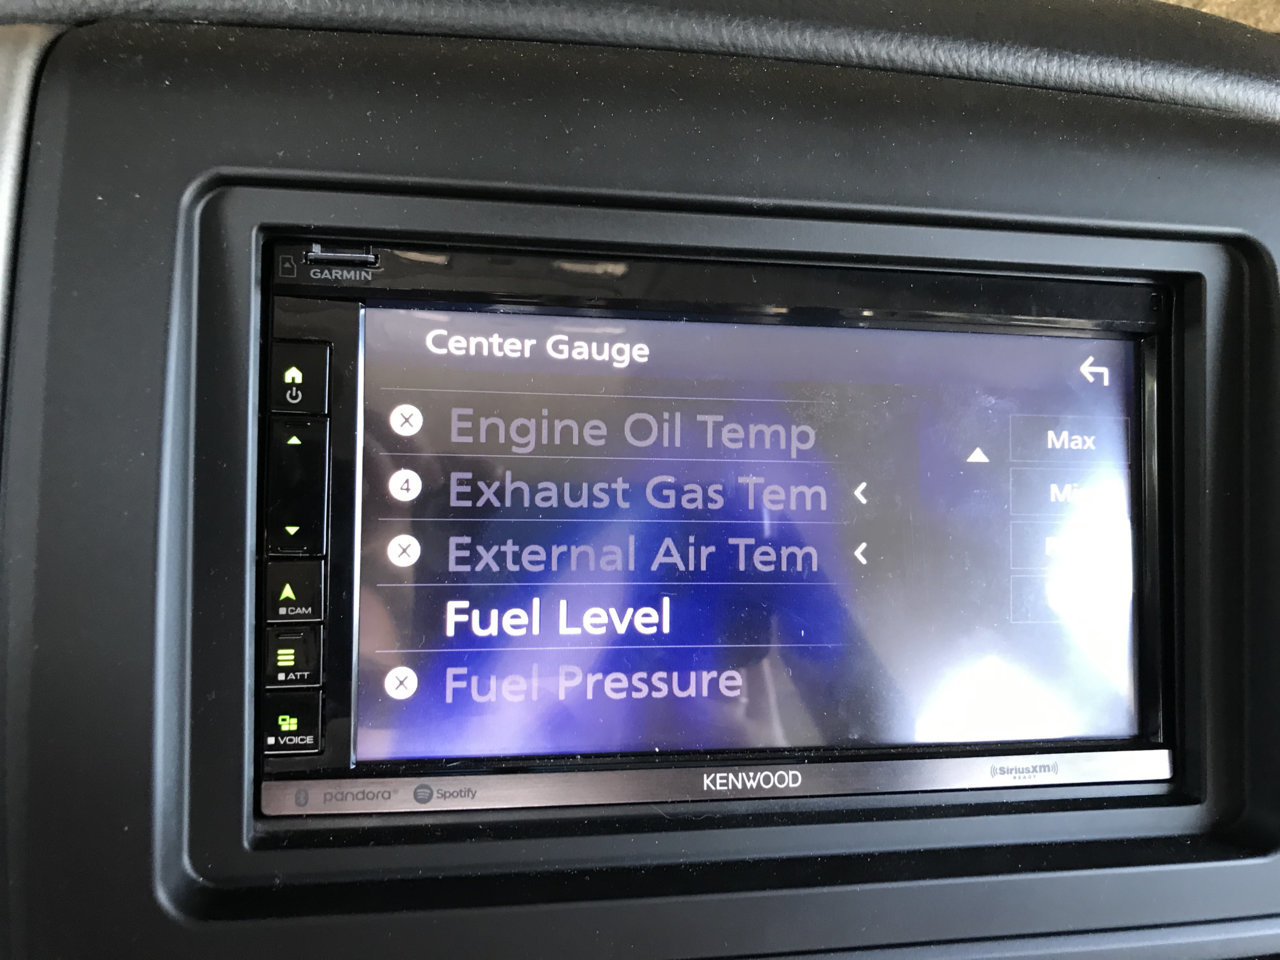 GARMIN
Center Gauge
Engine Oil Temp
Max
4 Exhaust Gas Tem
External Air Tem
Fuel Level
Fuel Pressure
CAM
ATT
VOICE
pandora
Spotify
KENWOOD
SiriusXM
READY